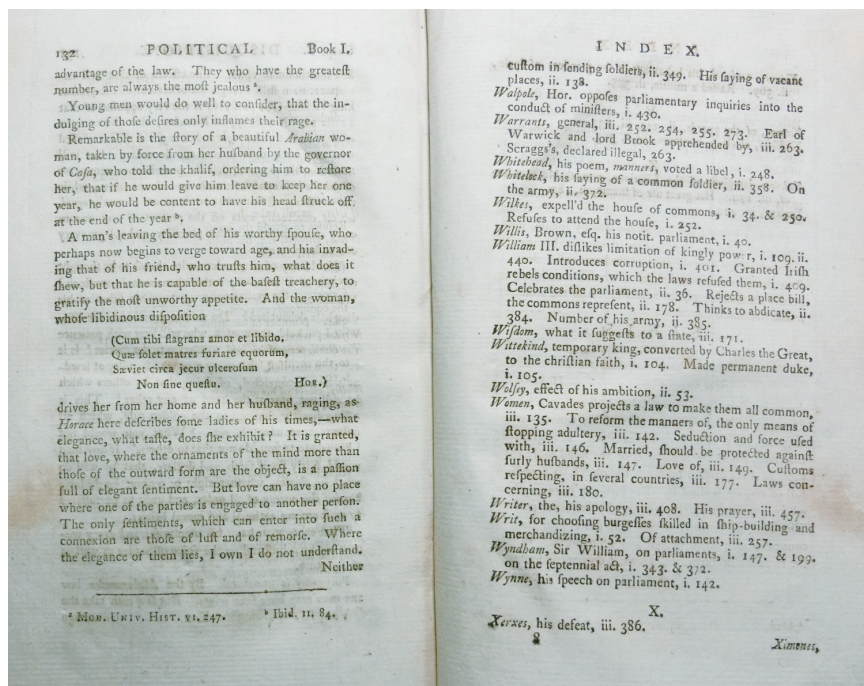 132 POLITICAL Book I.
advantage of the law. They who have the greateſt
number, are always the moſt jealous ᵃ.
Young men would do well to conſider, that the in-
dulging of thoſe deſires only inflames their rage.
Remarkable is the ſtory of a beautiful Arabian wo-
man, taken by force from her huſband by the governor
of Cafa, who told the khalif, ordering him to reſtore
her, that if he would give him leave to keep her one
year, he would be content to have his head ſtruck off
at the end of the year ᵇ.
A man's leaving the bed of his worthy ſpouſe, who
perhaps now begins to verge toward age, and his invad-
ing that of his friend, who truſts him, what does it
ſhew, but that he is capable of the baſeſt treachery, to
gratify the moſt unworthy appetite. And the woman,
whoſe libidinous diſpoſition
(Cum tibi flagrans amor et libido,
Quæ ſolet matres furiare equorum,
Sæviet circa jecur ulceroſum
Non ſine queſtu. HOR.)
drives her from her home and her huſband, raging, as
Horace here deſcribes ſome ladies of his times,—what
elegance, what taſte, does ſhe exhibit? It is granted,
that love, where the ornaments of the mind more than
thoſe of the outward form are the object, is a paſſion
full of elegant ſentiment. But love can have no place
where one of the parties is engaged to another perſon.
The only ſentiments, which can enter into ſuch a
connexion are thoſe of luſt and of remorſe. Where
the elegance of them lies, I own I do not underſtand.
Neither
ᵃ MOD. UNIV. HIST. VI. 247. ᵇ Ibid. II. 84.
INDEX.
cuſtom in ſending ſoldiers, ii. 349. His ſaying of vacant
places, ii. 138.
Walpole, Hor. oppoſes parliamentary inquiries into the
conduct of miniſters, i. 430.
Warrants, general, iii. 252. 254, 255. 273. Earl of
Warwick and lord Brook apprehended by, iii. 263.
Scraggs's, declared illegal, 263.
Whitehead, his poem, manners, voted a libel, i. 248.
Whitelock, his ſaying of a common ſoldier, ii. 358. On
the army, ii. 372.
Wilkes, expell'd the houſe of commons, i. 34. & 250.
Refuſes to attend the houſe, i. 252.
Willis, Brown, eſq. his notit. parliament, i. 40.
William III. diſlikes limitation of kingly power, i. 109. ii.
440. Introduces corruption, i. 401. Granted Iriſh
rebels conditions, which the laws refuſed them, i. 409.
Celebrates the parliament, ii. 36. Rejects a place bill,
the commons repreſent, ii. 178. Thinks to abdicate, ii.
384. Number of his army, ii. 385.
Wiſdom, what it ſuggeſts to a ſtate, iii. 171.
Wittekind, temporary king, converted by Charles the Great,
to the chriſtian faith, i. 104. Made permanent duke,
i. 105.
Wolſey, effect of his ambition, ii. 53.
Women, Cavades projects a law to make them all common,
iii. 135. To reform the manners of, the only means of
ſtopping adultery, iii. 142. Seduction and force uſed
with, iii. 146. Married, ſhould be protected againſt
ſurly huſbands, iii. 147. Love of, iii. 149. Cuſtoms
reſpecting, in ſeveral countries, iii. 177. Laws con-
cerning, iii. 180.
Writer, the, his apology, iii. 408. His prayer, iii. 457.
Writ, for chooſing burgeſſes ſkilled in ſhip-building and
merchandizing, i. 52. Of attachment, iii. 257.
Wyndham, Sir William, on parliaments, i. 147. & 199.
on the ſeptennial act, i. 343. & 372.
Wynne, his ſpeech on parliament, i. 142.
X.
Xerxes, his defeat, iii. 386.
8 Ximenes,